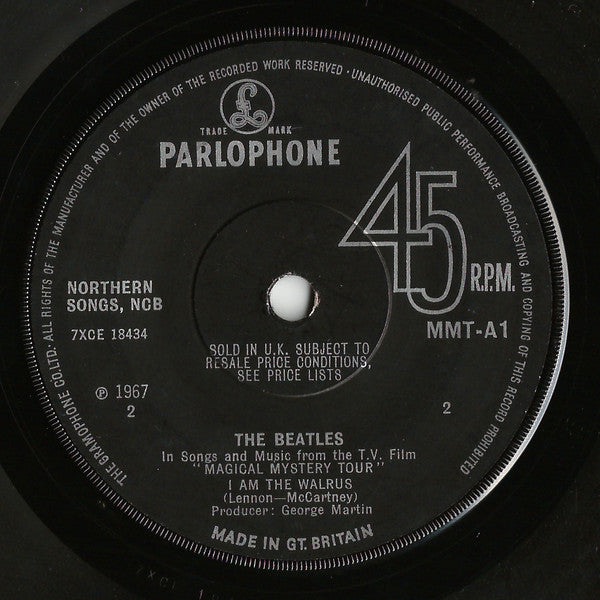 THE GRAMOPHONE CO.LTD. ALL RIGHTS OF THE MANUFACTURER AND OF THE OWNER OF THE RECORDED WORK RESERVED · UNAUTHORISED PUBLIC PERFORMANCE BROADCASTING AND COPYING OF THIS RECORD PROHIBITED
£
TRADE MARK
PARLOPHONE
45
R.P.M.
NORTHERN
SONGS, NCB
7XCE 18434
MMT-A1
SOLD IN U.K. SUBJECT TO
RESALE PRICE CONDITIONS,
SEE PRICE LISTS
Ⓟ 1967
2
2
THE BEATLES
In Songs and Music from the T.V. Film
"MAGICAL MYSTERY TOUR"
I AM THE WALRUS
(Lennon—McCartney)
Producer: George Martin
MADE IN GT. BRITAIN
7XCE